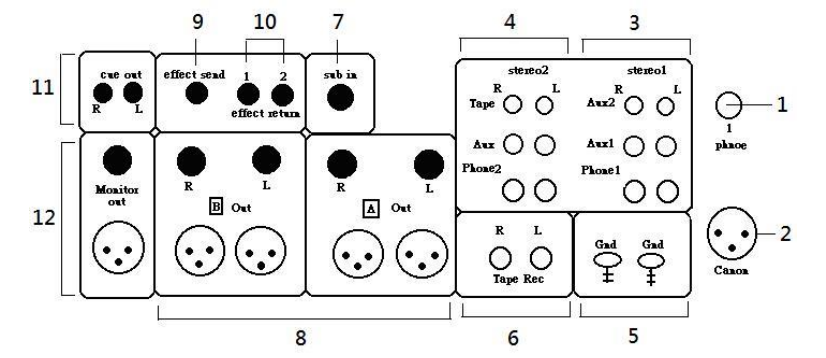 9 10 7 4 3
11 cue out R L
effect send 1 2
effect return
sub in
stereo2
R L
Tape
Aux
Phone2
stereo1
R L
Aux2
Aux1
Phone1
1
1
phnoe
12
Monitor
out
R L
B Out
R L
A Out
R L
Tape Rec
Gnd Gnd
2
Canon
8 6 5